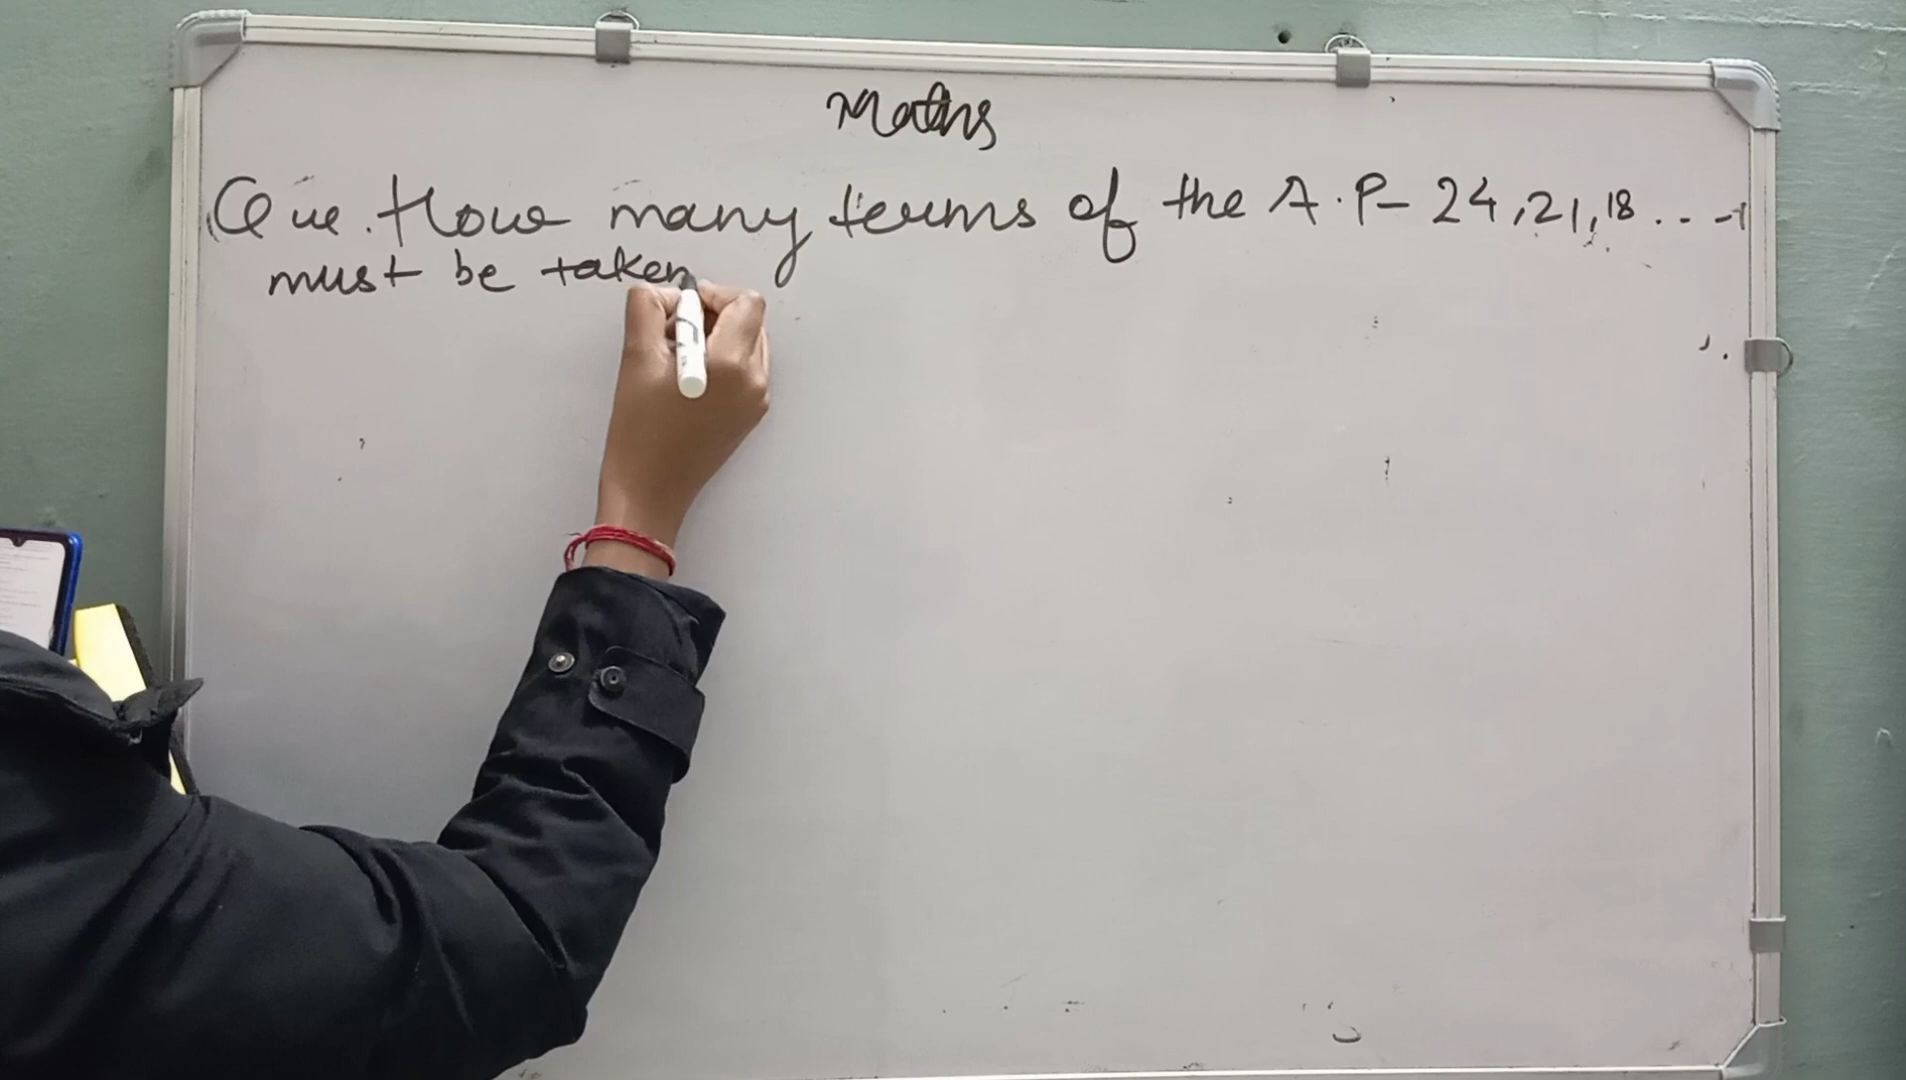 Maths
Que. How many terms of the A.P- 24, 21, 18 ... -
must be taken